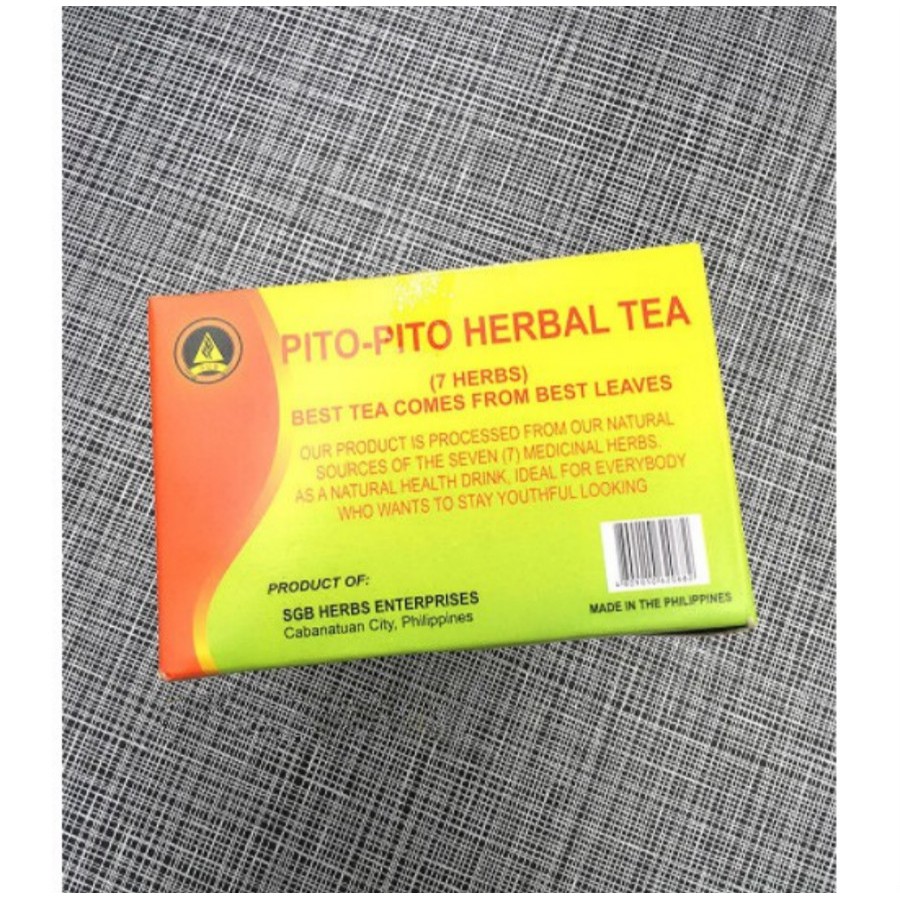 PITO-PITO HERBAL TEA
(7 HERBS)
BEST TEA COMES FROM BEST LEAVES
OUR PRODUCT IS PROCESSED FROM OUR NATURAL
SOURCES OF THE SEVEN (7) MEDICINAL HERBS.
AS A NATURAL HEALTH DRINK, IDEAL FOR EVERYBODY
WHO WANTS TO STAY YOUTHFUL LOOKING
PRODUCT OF:
SGB HERBS ENTERPRISES
Cabanatuan City, Philippines
MADE IN THE PHILIPPINES